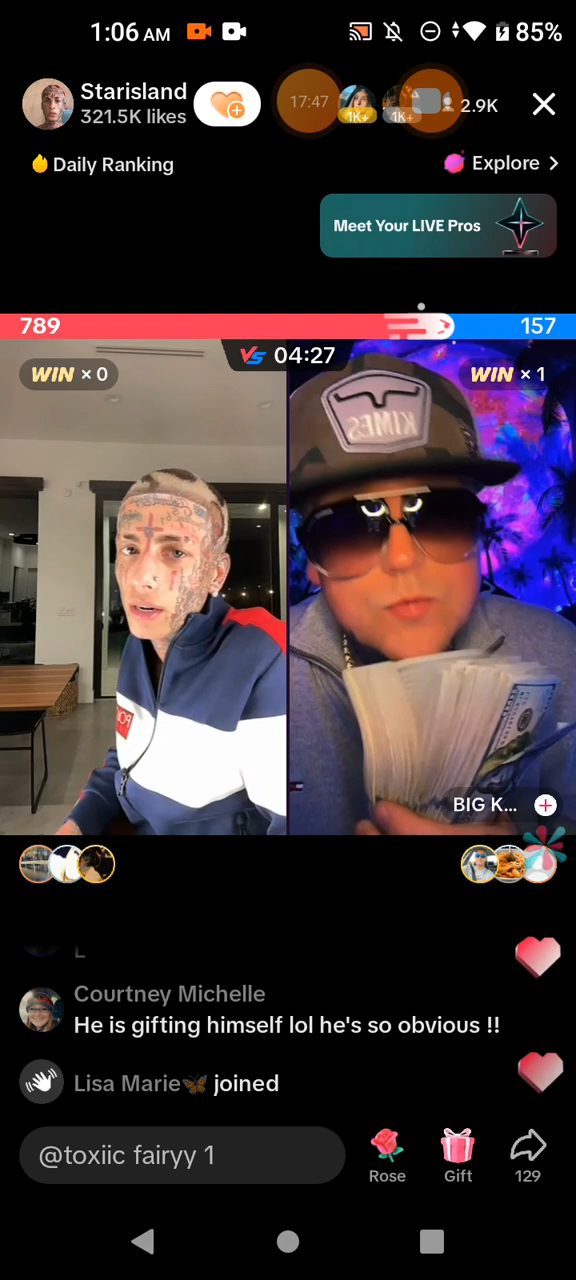 1:06 AM
85%
Starisland
321.5K likes
17:47
1K+
1K+
2.9K
Daily Ranking
Explore
Meet Your LIVE Pros
789
157
VS 04:27
WIN × 0
WIN × 1
KIMES
BIG K...
L
Courtney Michelle
He is gifting himself lol he's so obvious !!
Lisa Marie🦋 joined
@toxiic fairyy 1
Rose
Gift
129